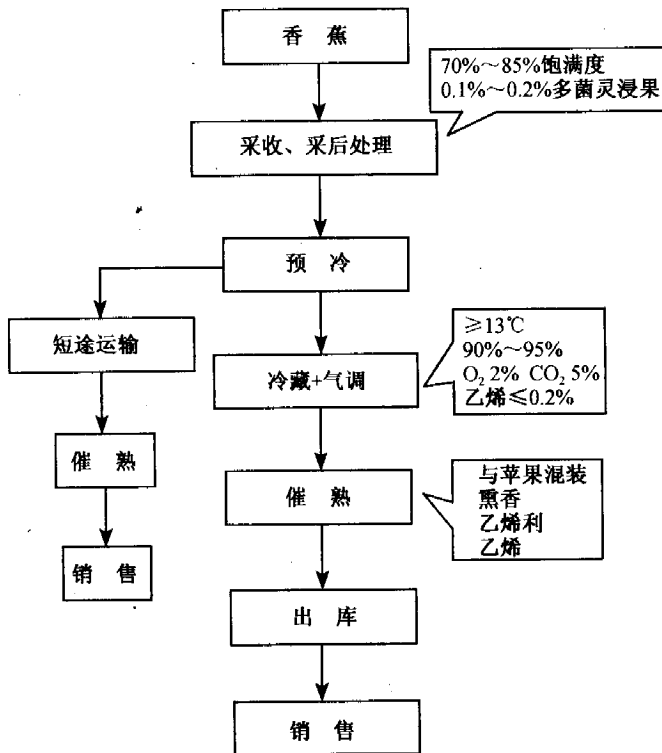 香 蕉
70%～85%饱满度
0.1%～0.2%多菌灵浸果
采收、采后处理
预 冷
短途运输
≥13℃
90%～95%
O₂ 2% CO₂ 5%
乙烯≤0.2%
冷藏+气调
催 熟
与苹果混装
熏香
乙烯利
乙烯
催 熟
销 售
出 库
销 售